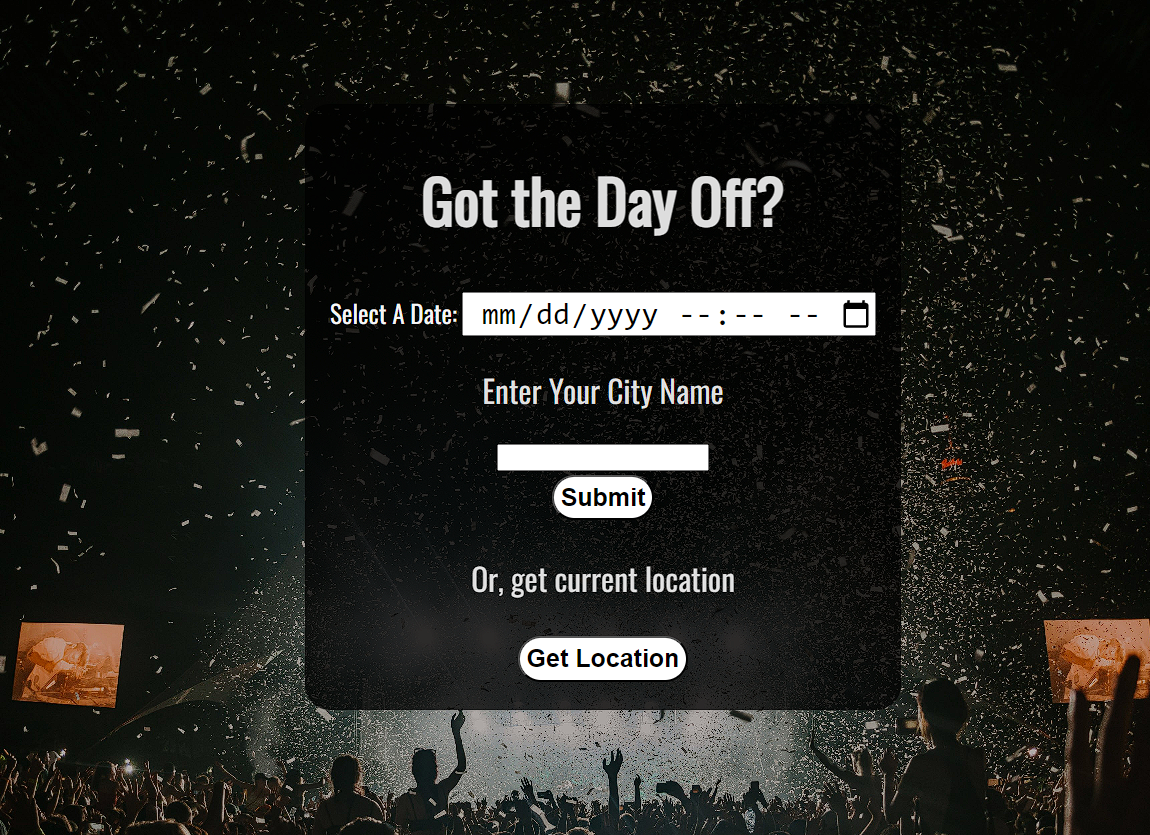 Got the Day Off?
Select A Date: mm/dd/yyyy --:-- --
Enter Your City Name
Submit
Or, get current location
Get Location